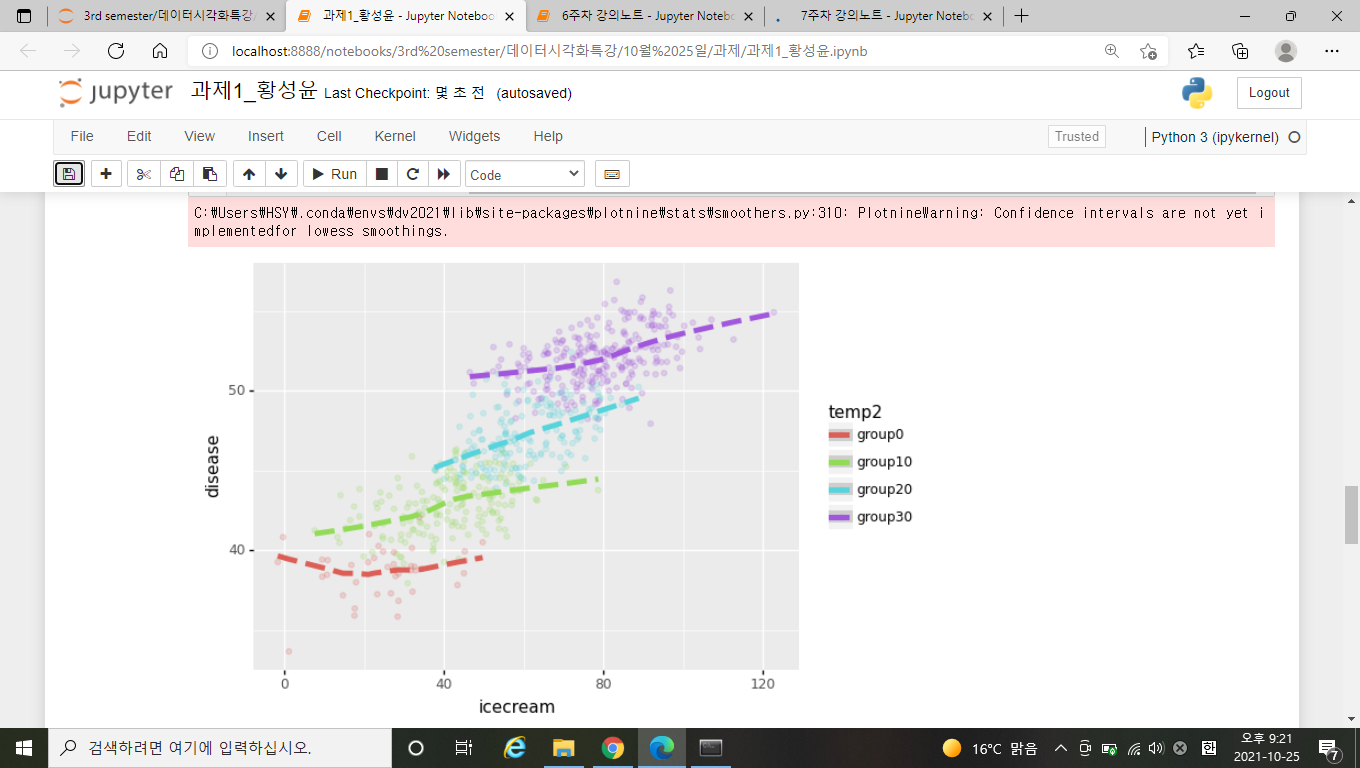 3rd semester/데이터시각화특강/
과제1_황성윤 - Jupyter Noteboo
6주차 강의노트 - Jupyter Noteb
7주차 강의노트 - Jupyter Noteb
localhost:8888/notebooks/3rd%20semester/데이터시각화특강/10월%2025일/과제/과제1_황성윤.ipynb
jupyter 과제1_황성윤 Last Checkpoint: 몇 초 전 (autosaved)
Logout
File Edit View Insert Cell Kernel Widgets Help
Trusted Python 3 (ipykernel)
Run Code
C:\Users\HSY\.conda\envs\dv2021\lib\site-packages\plotnine\stats\smoothers.py:310: PlotnineWarning: Confidence intervals are not yet i
mplementedfor lowess smoothings.
50
40
disease
0 40 80 120
icecream
temp2
group0
group10
group20
group30
검색하려면 여기에 입력하십시오.
16°C 맑음
한
오후 9:21
2021-10-25
7